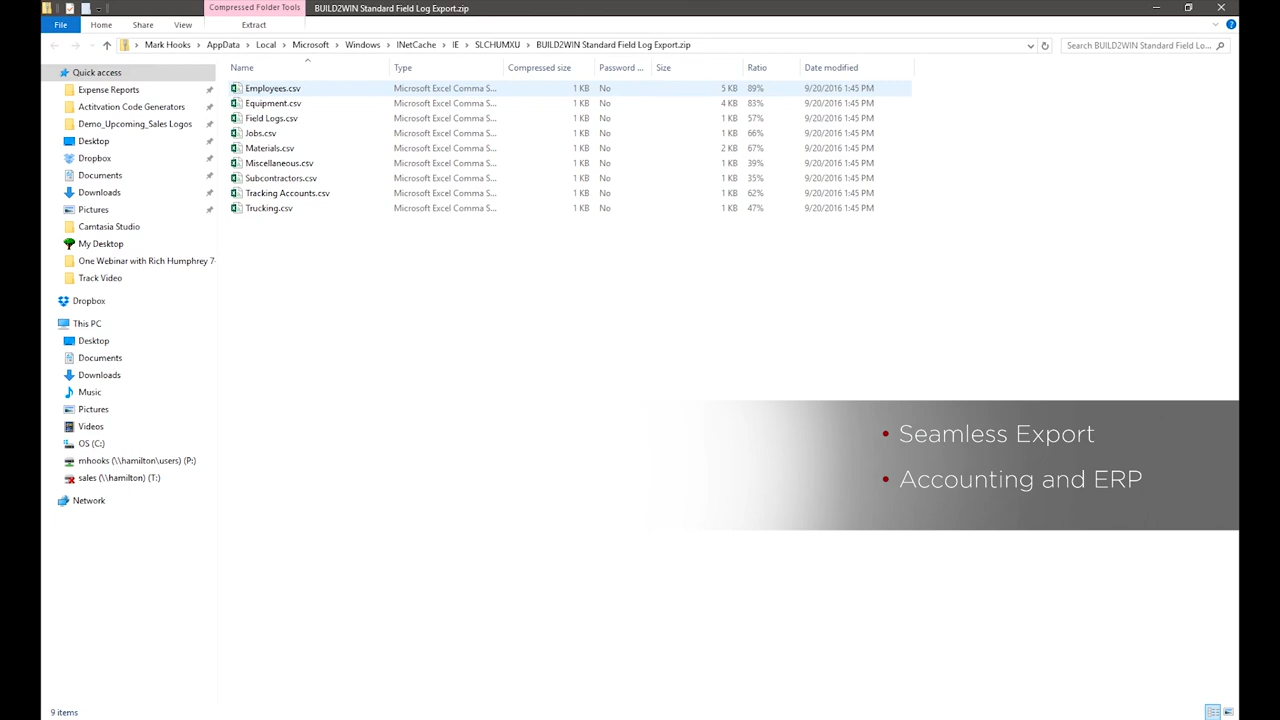 Compressed Folder Tools
BUILD2WIN Standard Field Log Export.zip
File Home Share View Extract
Mark Hooks › AppData › Local › Microsoft › Windows › INetCache › IE › SLCHUMXU › BUILD2WIN Standard Field Log Export.zip
Search BUILD2WIN Standard Field Lo...
Name Type Compressed size Password ... Size Ratio Date modified
Employees.csv Microsoft Excel Comma S... 1 KB No 5 KB 89% 9/20/2016 1:45 PM
Equipment.csv Microsoft Excel Comma S... 1 KB No 4 KB 83% 9/20/2016 1:45 PM
Field Logs.csv Microsoft Excel Comma S... 1 KB No 1 KB 57% 9/20/2016 1:45 PM
Jobs.csv Microsoft Excel Comma S... 1 KB No 1 KB 66% 9/20/2016 1:45 PM
Materials.csv Microsoft Excel Comma S... 1 KB No 2 KB 67% 9/20/2016 1:45 PM
Miscellaneous.csv Microsoft Excel Comma S... 1 KB No 1 KB 39% 9/20/2016 1:45 PM
Subcontractors.csv Microsoft Excel Comma S... 1 KB No 1 KB 35% 9/20/2016 1:45 PM
Tracking Accounts.csv Microsoft Excel Comma S... 1 KB No 1 KB 62% 9/20/2016 1:45 PM
Trucking.csv Microsoft Excel Comma S... 1 KB No 1 KB 47% 9/20/2016 1:45 PM
Quick access
Expense Reports
Actitvation Code Generators
Demo_Upcoming_Sales Logos
Desktop
Dropbox
Documents
Downloads
Pictures
Camtasia Studio
My Desktop
One Webinar with Rich Humphrey 7-
Track Video
Dropbox
This PC
Desktop
Documents
Downloads
Music
Pictures
Videos
OS (C:)
mhooks (\\hamilton\users) (P:)
sales (\\hamilton) (T:)
Network
• Seamless Export
• Accounting and ERP
9 items